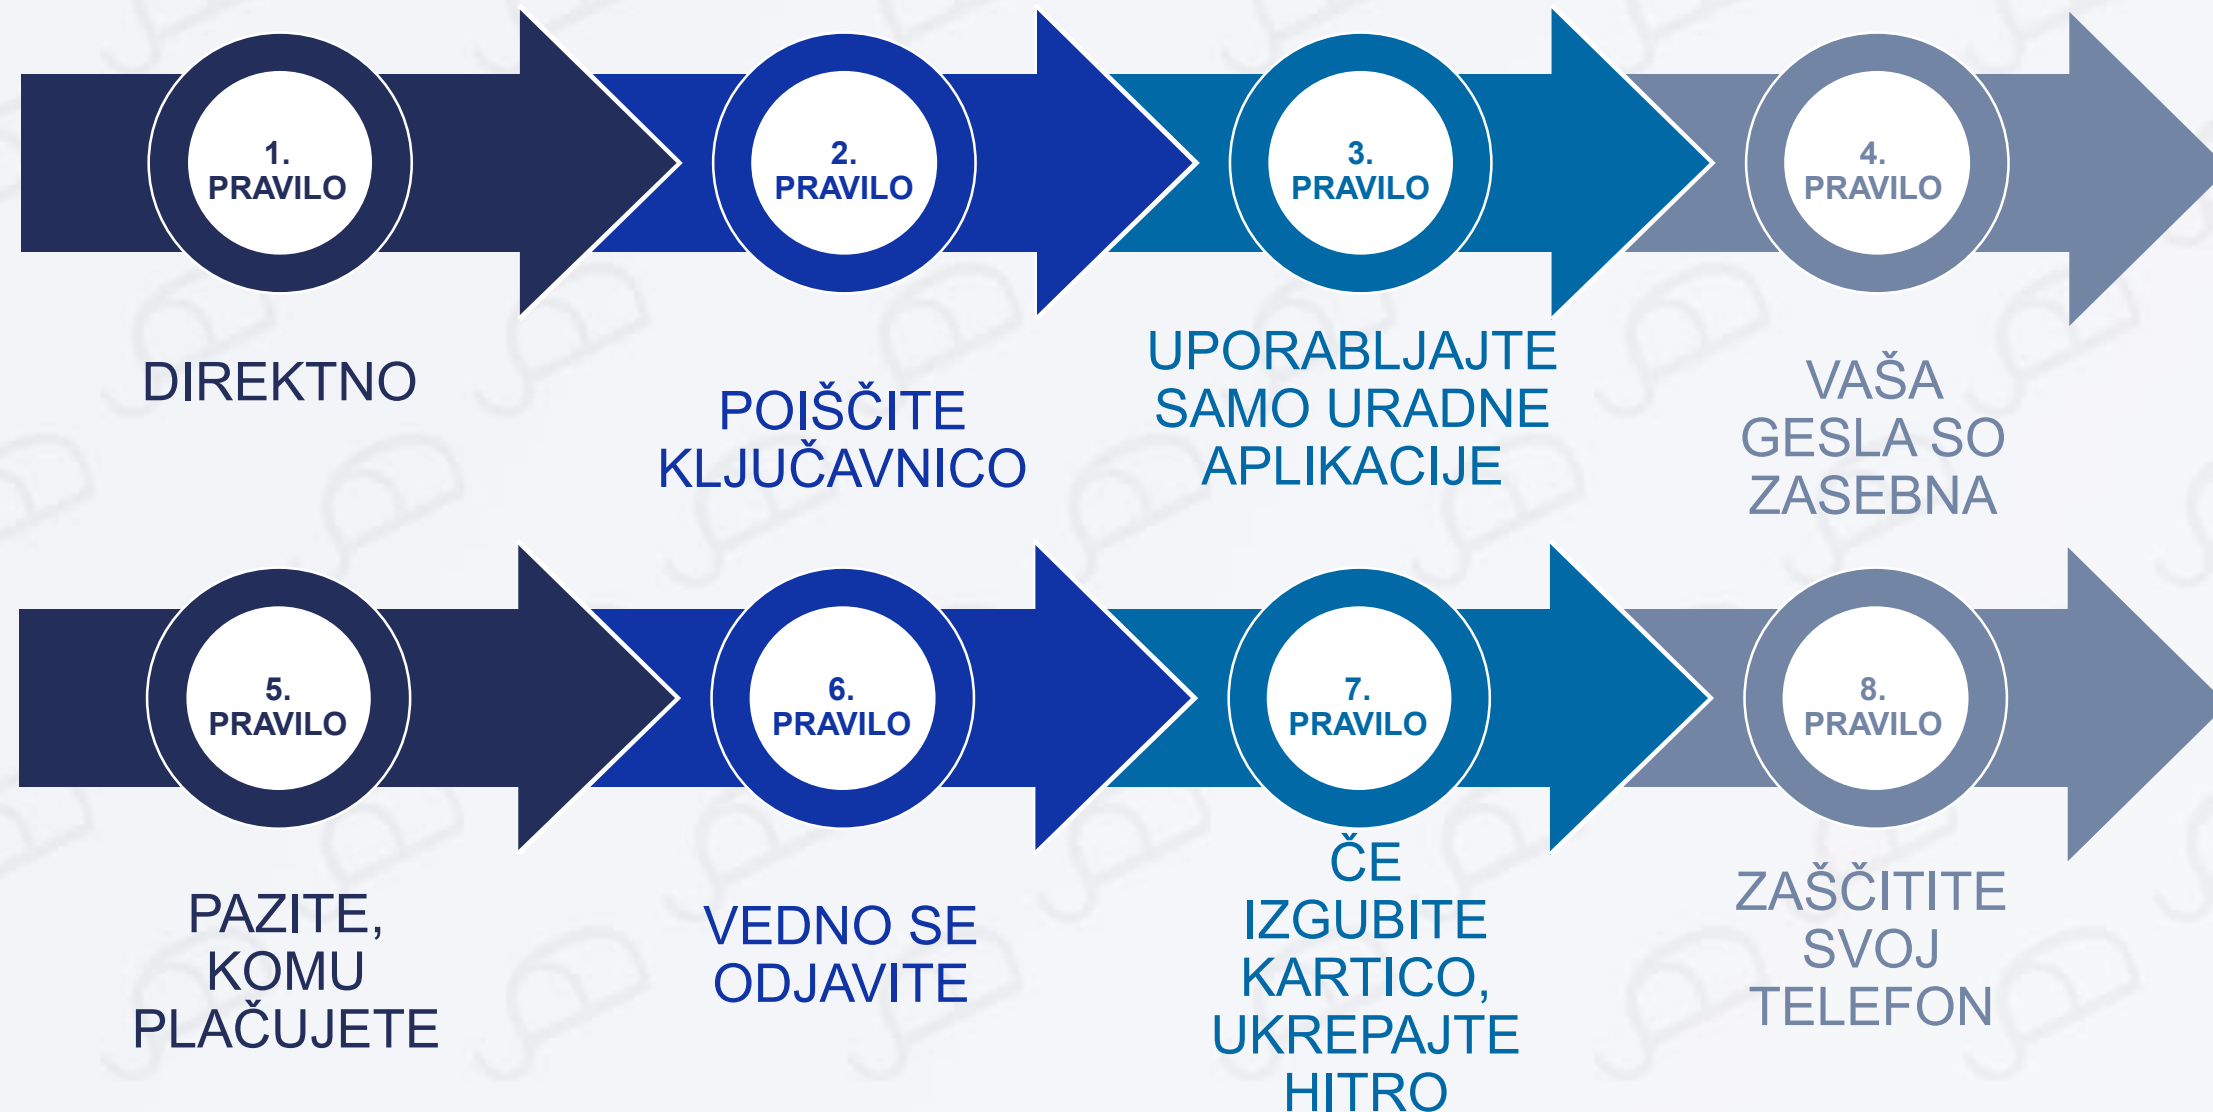 1.
PRAVILO
2.
PRAVILO
3.
PRAVILO
4.
PRAVILO
DIREKTNO
POIŠČITE
KLJUČAVNICO
UPORABLJAJTE
SAMO URADNE
APLIKACIJE
VAŠA
GESLA SO
ZASEBNA
5.
PRAVILO
6.
PRAVILO
7.
PRAVILO
8.
PRAVILO
PAZITE,
KOMU
PLAČUJETE
VEDNO SE
ODJAVITE
ČE
IZGUBITE
KARTICO,
UKREPAJTE
HITRO
ZAŠČITITE
SVOJ
TELEFON